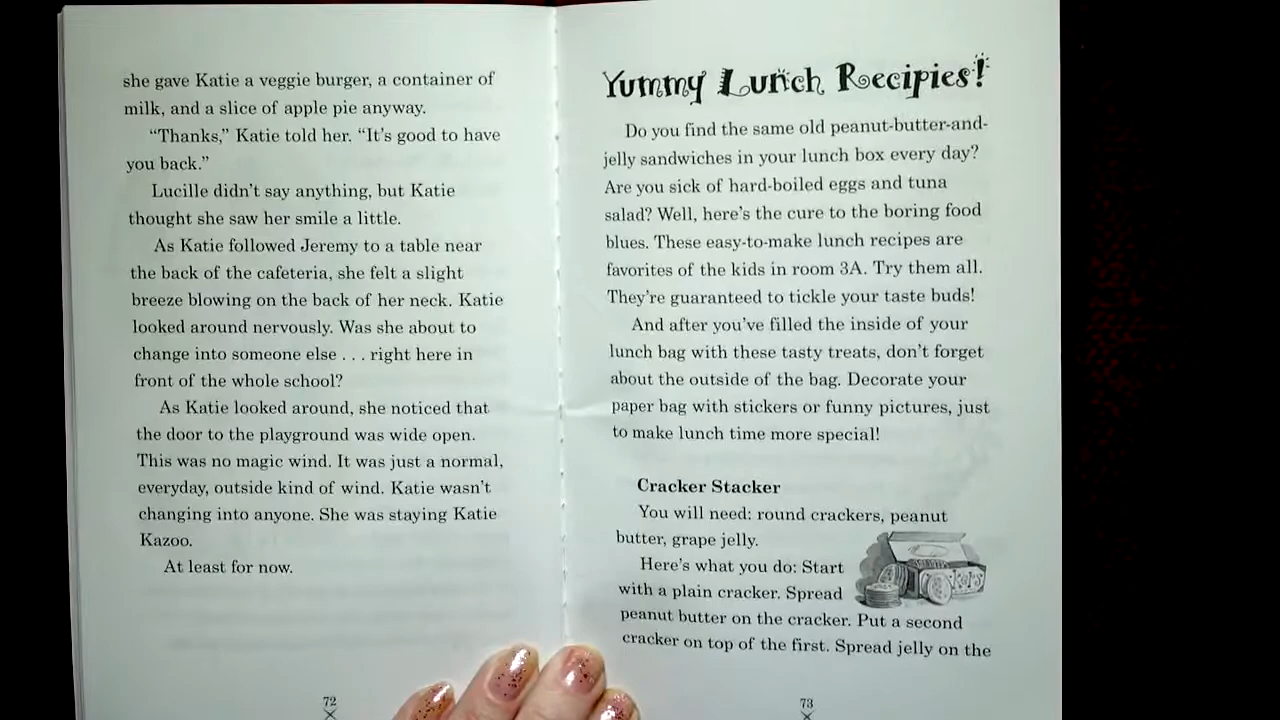 she gave Katie a veggie burger, a container of
milk, and a slice of apple pie anyway.
“Thanks,” Katie told her. “It’s good to have
you back.”
Lucille didn’t say anything, but Katie
thought she saw her smile a little.
As Katie followed Jeremy to a table near
the back of the cafeteria, she felt a slight
breeze blowing on the back of her neck. Katie
looked around nervously. Was she about to
change into someone else . . . right here in
front of the whole school?
As Katie looked around, she noticed that
the door to the playground was wide open.
This was no magic wind. It was just a normal,
everyday, outside kind of wind. Katie wasn’t
changing into anyone. She was staying Katie
Kazoo.
At least for now.
72
Yummy Lunch Recipies!
Do you find the same old peanut-butter-and-
jelly sandwiches in your lunch box every day?
Are you sick of hard-boiled eggs and tuna
salad? Well, here’s the cure to the boring food
blues. These easy-to-make lunch recipes are
favorites of the kids in room 3A. Try them all.
They’re guaranteed to tickle your taste buds!
And after you’ve filled the inside of your
lunch bag with these tasty treats, don’t forget
about the outside of the bag. Decorate your
paper bag with stickers or funny pictures, just
to make lunch time more special!
Cracker Stacker
You will need: round crackers, peanut
butter, grape jelly.
Here’s what you do: Start
with a plain cracker. Spread
peanut butter on the cracker. Put a second
cracker on top of the first. Spread jelly on the
73